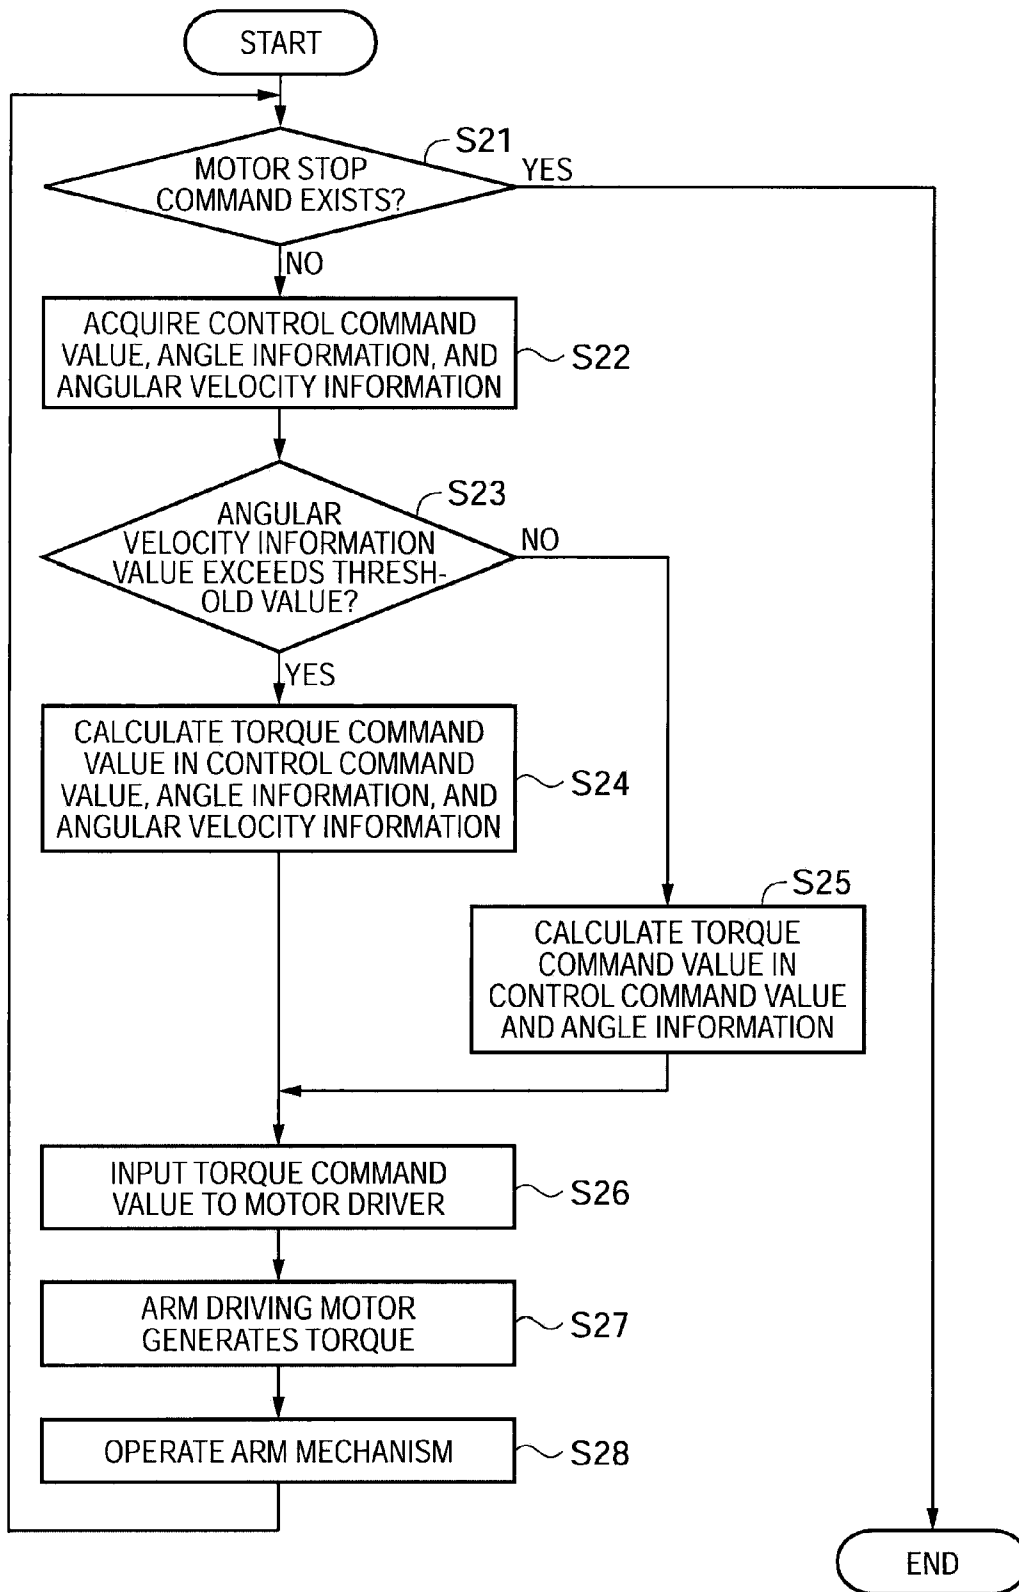 START
S21
MOTOR STOP
COMMAND EXISTS?
YES
NO
ACQUIRE CONTROL COMMAND
VALUE, ANGLE INFORMATION, AND
ANGULAR VELOCITY INFORMATION
S22
S23
ANGULAR
VELOCITY INFORMATION
VALUE EXCEEDS THRESH-
OLD VALUE?
NO
YES
CALCULATE TORQUE COMMAND
VALUE IN CONTROL COMMAND
VALUE, ANGLE INFORMATION, AND
ANGULAR VELOCITY INFORMATION
S24
S25
CALCULATE TORQUE
COMMAND VALUE IN
CONTROL COMMAND VALUE
AND ANGLE INFORMATION
INPUT TORQUE COMMAND
VALUE TO MOTOR DRIVER
S26
ARM DRIVING MOTOR
GENERATES TORQUE
S27
OPERATE ARM MECHANISM
S28
END